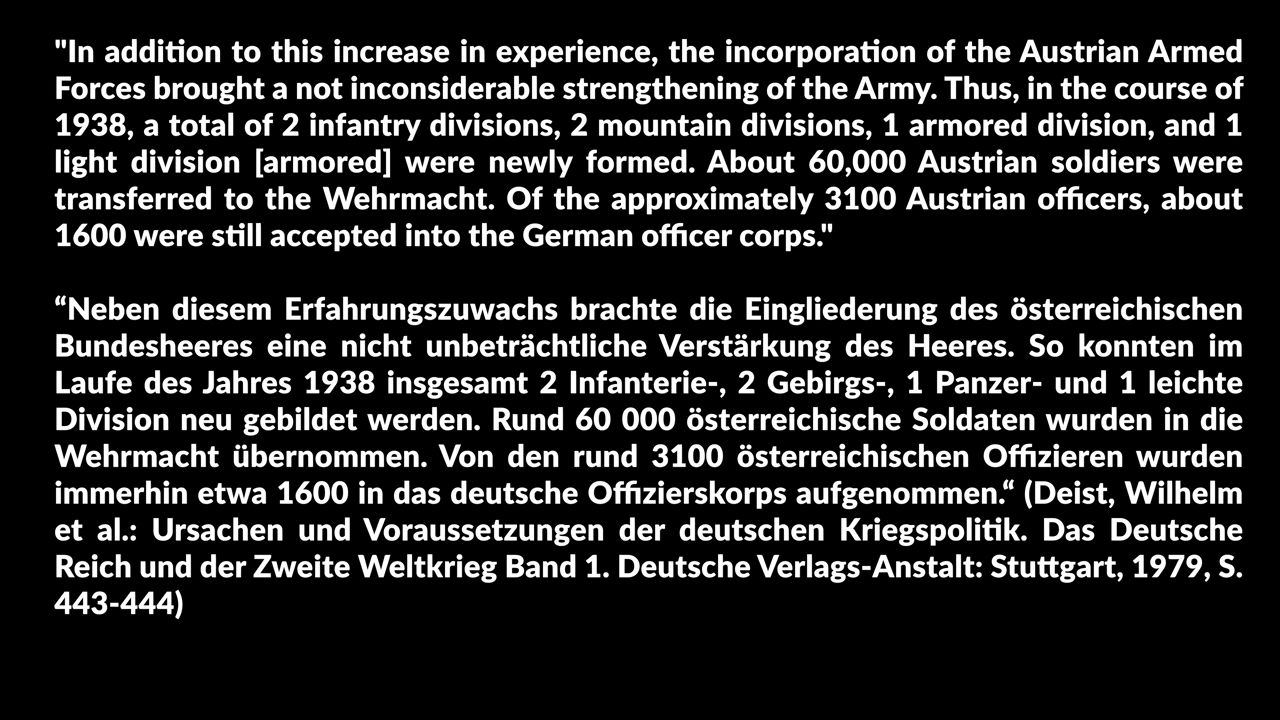 "In addition to this increase in experience, the incorporation of the Austrian Armed
Forces brought a not inconsiderable strengthening of the Army. Thus, in the course of
1938, a total of 2 infantry divisions, 2 mountain divisions, 1 armored division, and 1
light division [armored] were newly formed. About 60,000 Austrian soldiers were
transferred to the Wehrmacht. Of the approximately 3100 Austrian officers, about
1600 were still accepted into the German officer corps."
“Neben diesem Erfahrungszuwachs brachte die Eingliederung des österreichischen
Bundesheeres eine nicht unbeträchtliche Verstärkung des Heeres. So konnten im
Laufe des Jahres 1938 insgesamt 2 Infanterie-, 2 Gebirgs-, 1 Panzer- und 1 leichte
Division neu gebildet werden. Rund 60 000 österreichische Soldaten wurden in die
Wehrmacht übernommen. Von den rund 3100 österreichischen Offizieren wurden
immerhin etwa 1600 in das deutsche Offizierskorps aufgenommen.“ (Deist, Wilhelm
et al.: Ursachen und Voraussetzungen der deutschen Kriegspolitik. Das Deutsche
Reich und der Zweite Weltkrieg Band 1. Deutsche Verlags-Anstalt: Stuttgart, 1979, S.
443-444)